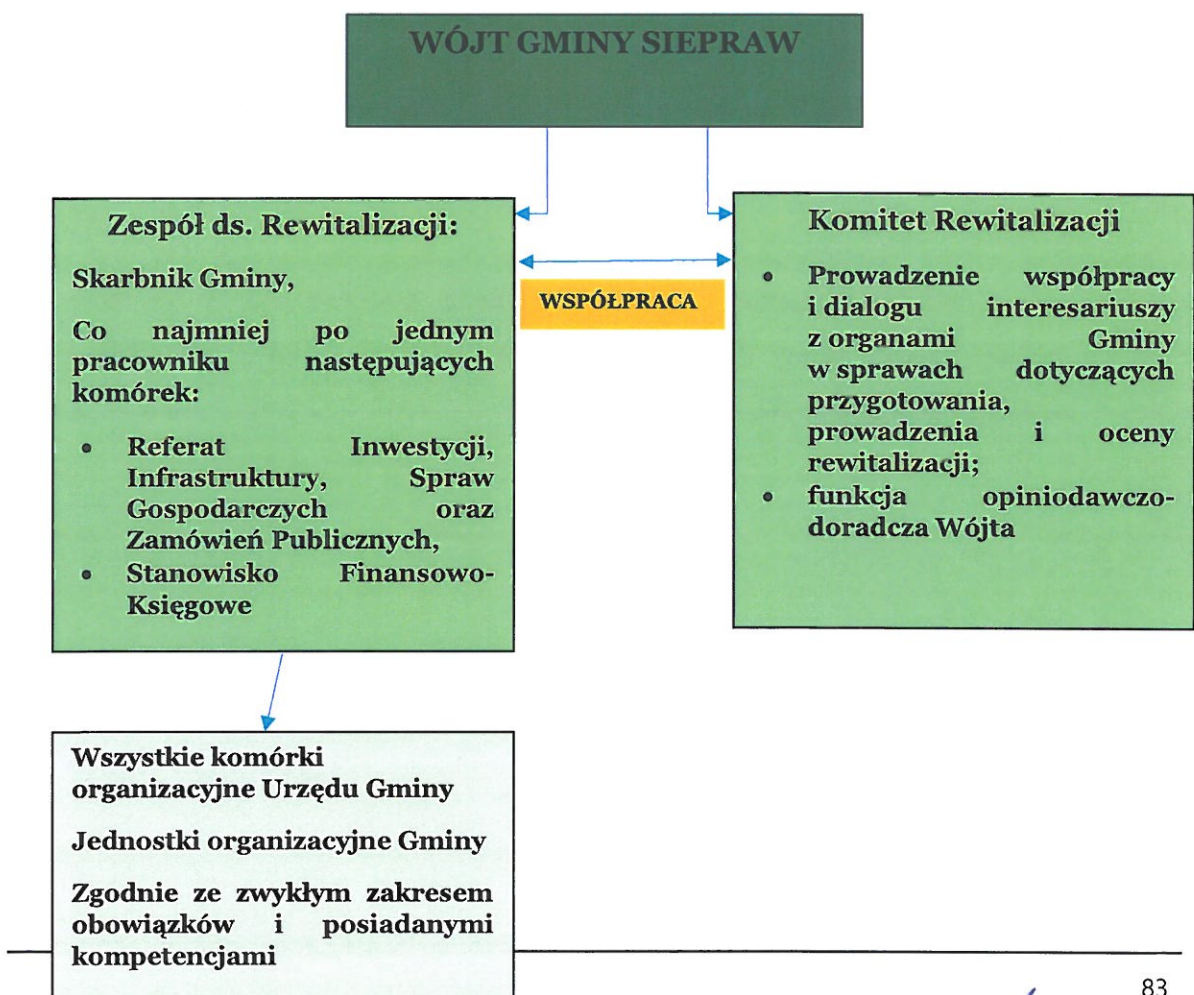 WÓJT GMINY SIEPRAW
Zespół ds. Rewitalizacji:
Skarbnik Gminy,
Co najmniej po jednym
pracowniku następujących
komórek:
• Referat Inwestycji,
Infrastruktury, Spraw
Gospodarczych oraz
Zamówień Publicznych,
• Stanowisko Finansowo-
Księgowe
WSPÓŁPRACA
Komitet Rewitalizacji
• Prowadzenie współpracy
i dialogu interesariuszy
z organami Gminy
w sprawach dotyczących
przygotowania,
prowadzenia i oceny
rewitalizacji;
• funkcja opiniodawczo-
doradcza Wójta
Wszystkie komórki
organizacyjne Urzędu Gminy
Jednostki organizacyjne Gminy
Zgodnie ze zwykłym zakresem
obowiązków i posiadanymi
kompetencjami
83